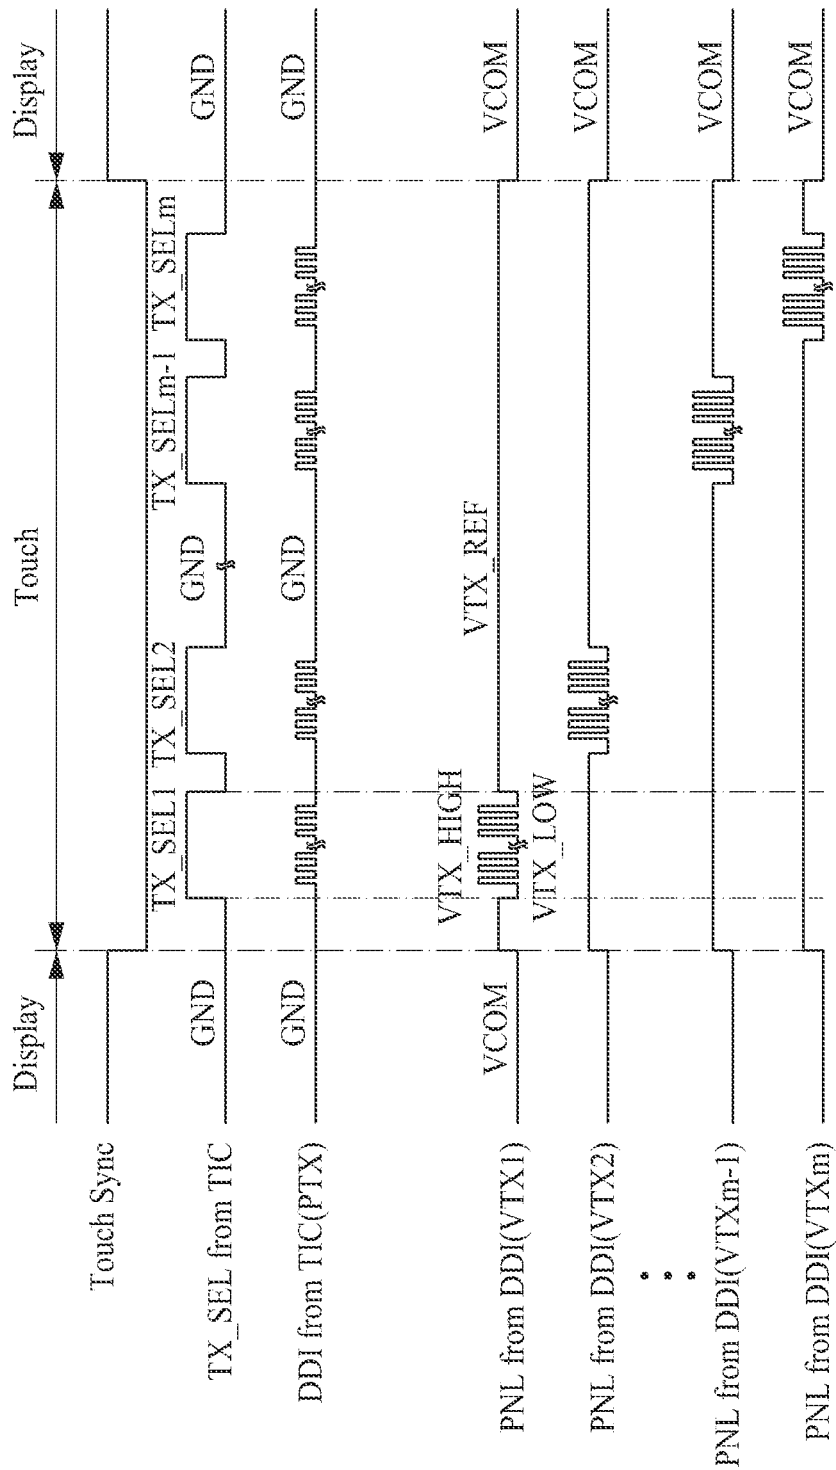 Display Touch Display
Touch Sync
TX_SEL1 TX_SEL2 TX_SELm-1 TX_SELm
TX_SEL from TIC GND GND GND
DDI from TIC(PTX) GND GND GND
VTX_HIGH VTX_REF
PNL from DDI(VTX1) VCOM VCOM
VTX_LOW
PNL from DDI(VTX2) VCOM
PNL from DDI(VTXm-1) VCOM
PNL from DDI(VTXm) VCOM